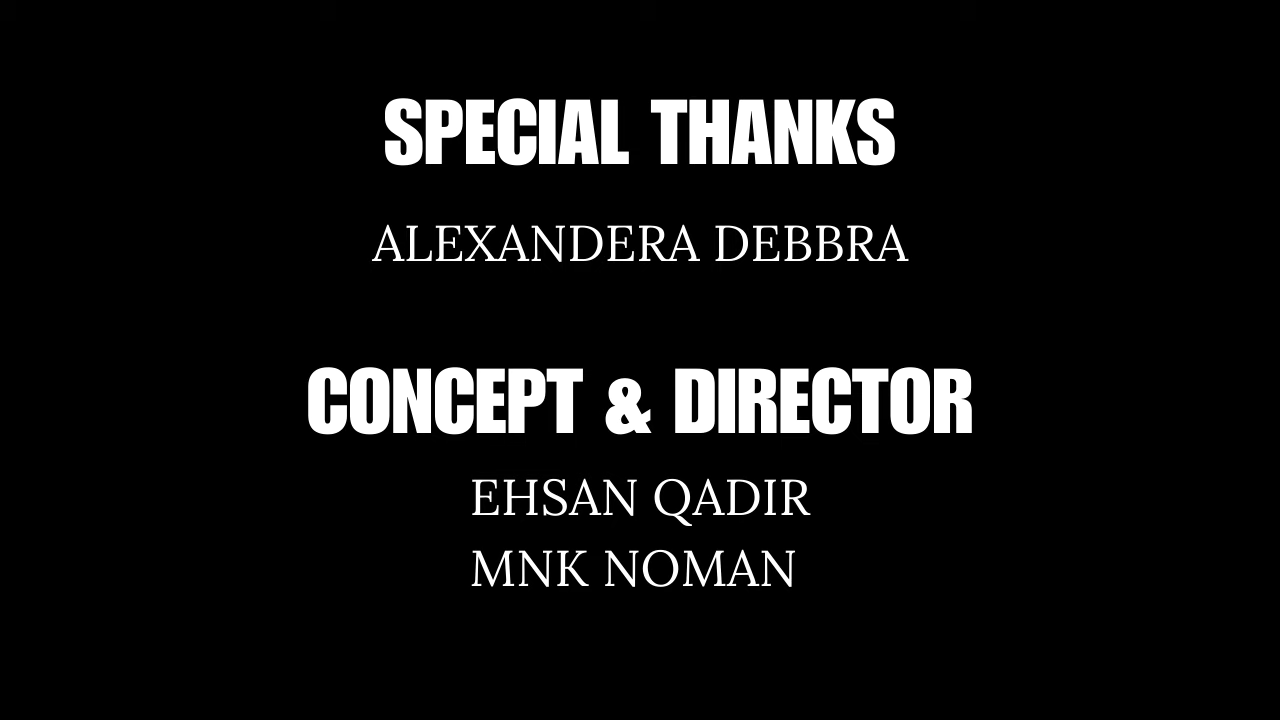 SPECIAL THANKS
ALEXANDERA DEBBRA
CONCEPT & DIRECTOR
EHSAN QADIR
MNK NOMAN